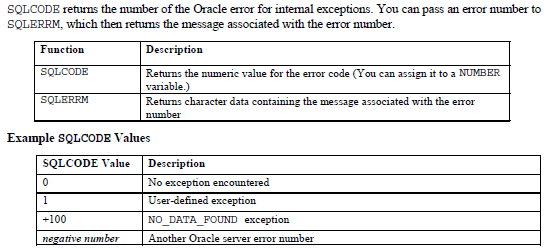 SQLCODE returns the number of the Oracle error for internal exceptions. You can pass an error number to
SQLERRM, which then returns the message associated with the error number.
Function Description
SQLCODE Returns the numeric value for the error code (You can assign it to a NUMBER
variable.)
SQLERRM Returns character data containing the message associated with the error
number
Example SQLCODE Values
SQLCODE Value Description
0 No exception encountered
1 User-defined exception
+100 NO_DATA_FOUND exception
negative number Another Oracle server error number